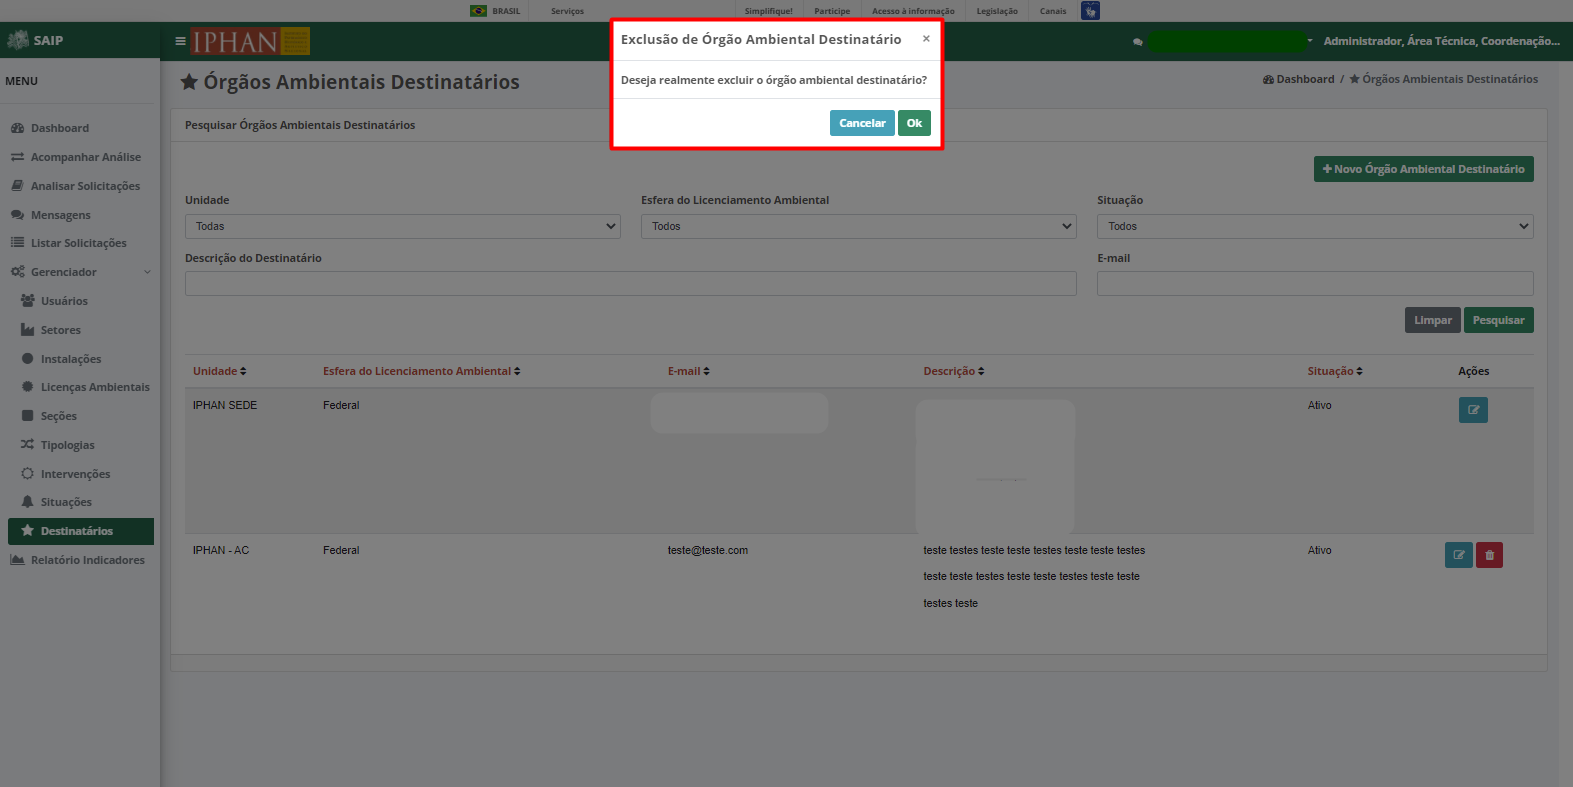 BRASIL Serviços Simplifique! Participe Acesso à informação Legislação Canais
SAIP
IPHAN
Administrador, Área Técnica, Coordenação...
Exclusão de Órgão Ambiental Destinatário ×
Deseja realmente excluir o órgão ambiental destinatário?
Cancelar Ok
MENU
Dashboard
Acompanhar Análise
Analisar Solicitações
Mensagens
Listar Solicitações
Gerenciador
Usuários
Setores
Instalações
Licenças Ambientais
Seções
Tipologias
Intervenções
Situações
Destinatários
Relatório Indicadores
Órgãos Ambientais Destinatários
Dashboard / Órgãos Ambientais Destinatários
Pesquisar Órgãos Ambientais Destinatários
+ Novo Órgão Ambiental Destinatário
Unidade Esfera do Licenciamento Ambiental Situação
Todas Todos Todos
Descrição do Destinatário E-mail
Limpar Pesquisar
Unidade Esfera do Licenciamento Ambiental E-mail Descrição Situação Ações
IPHAN SEDE Federal Ativo
IPHAN - AC Federal teste@teste.com teste testes teste teste testes teste teste testes Ativo
teste teste testes teste teste testes teste teste
testes teste